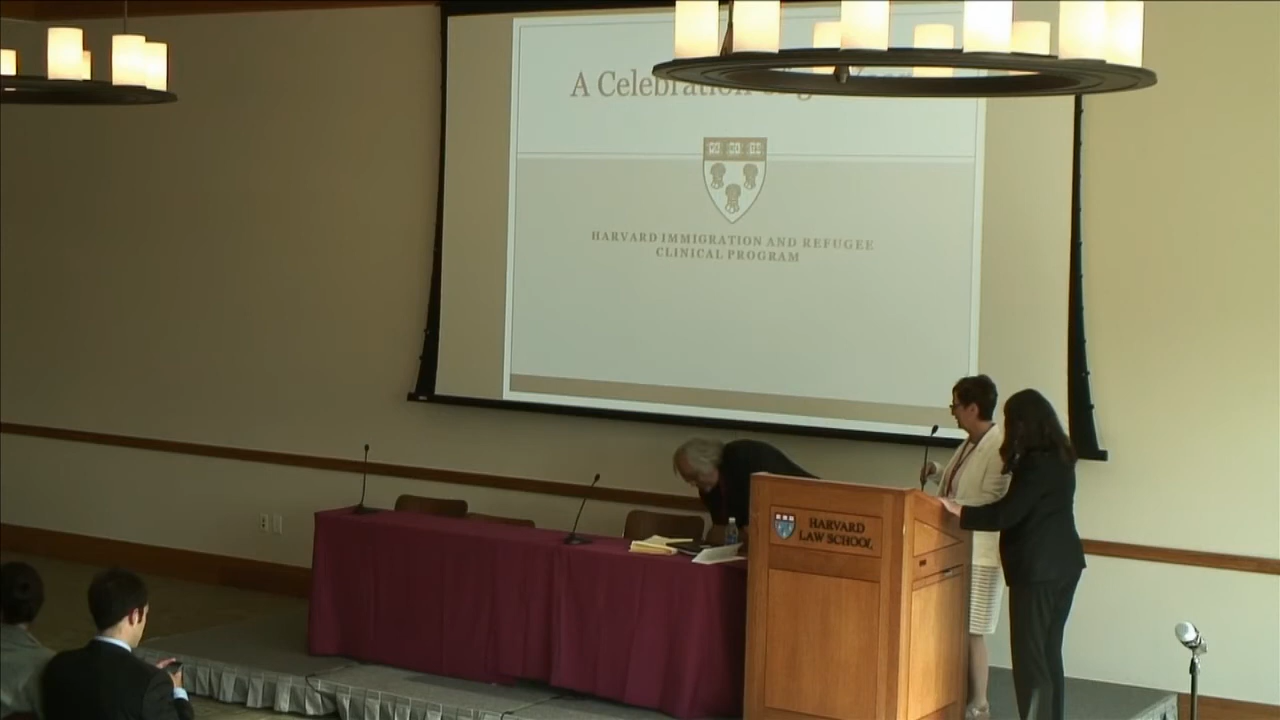 A Celebration
HARVARD IMMIGRATION AND REFUGEE
CLINICAL PROGRAM
HARVARD
LAW SCHOOL